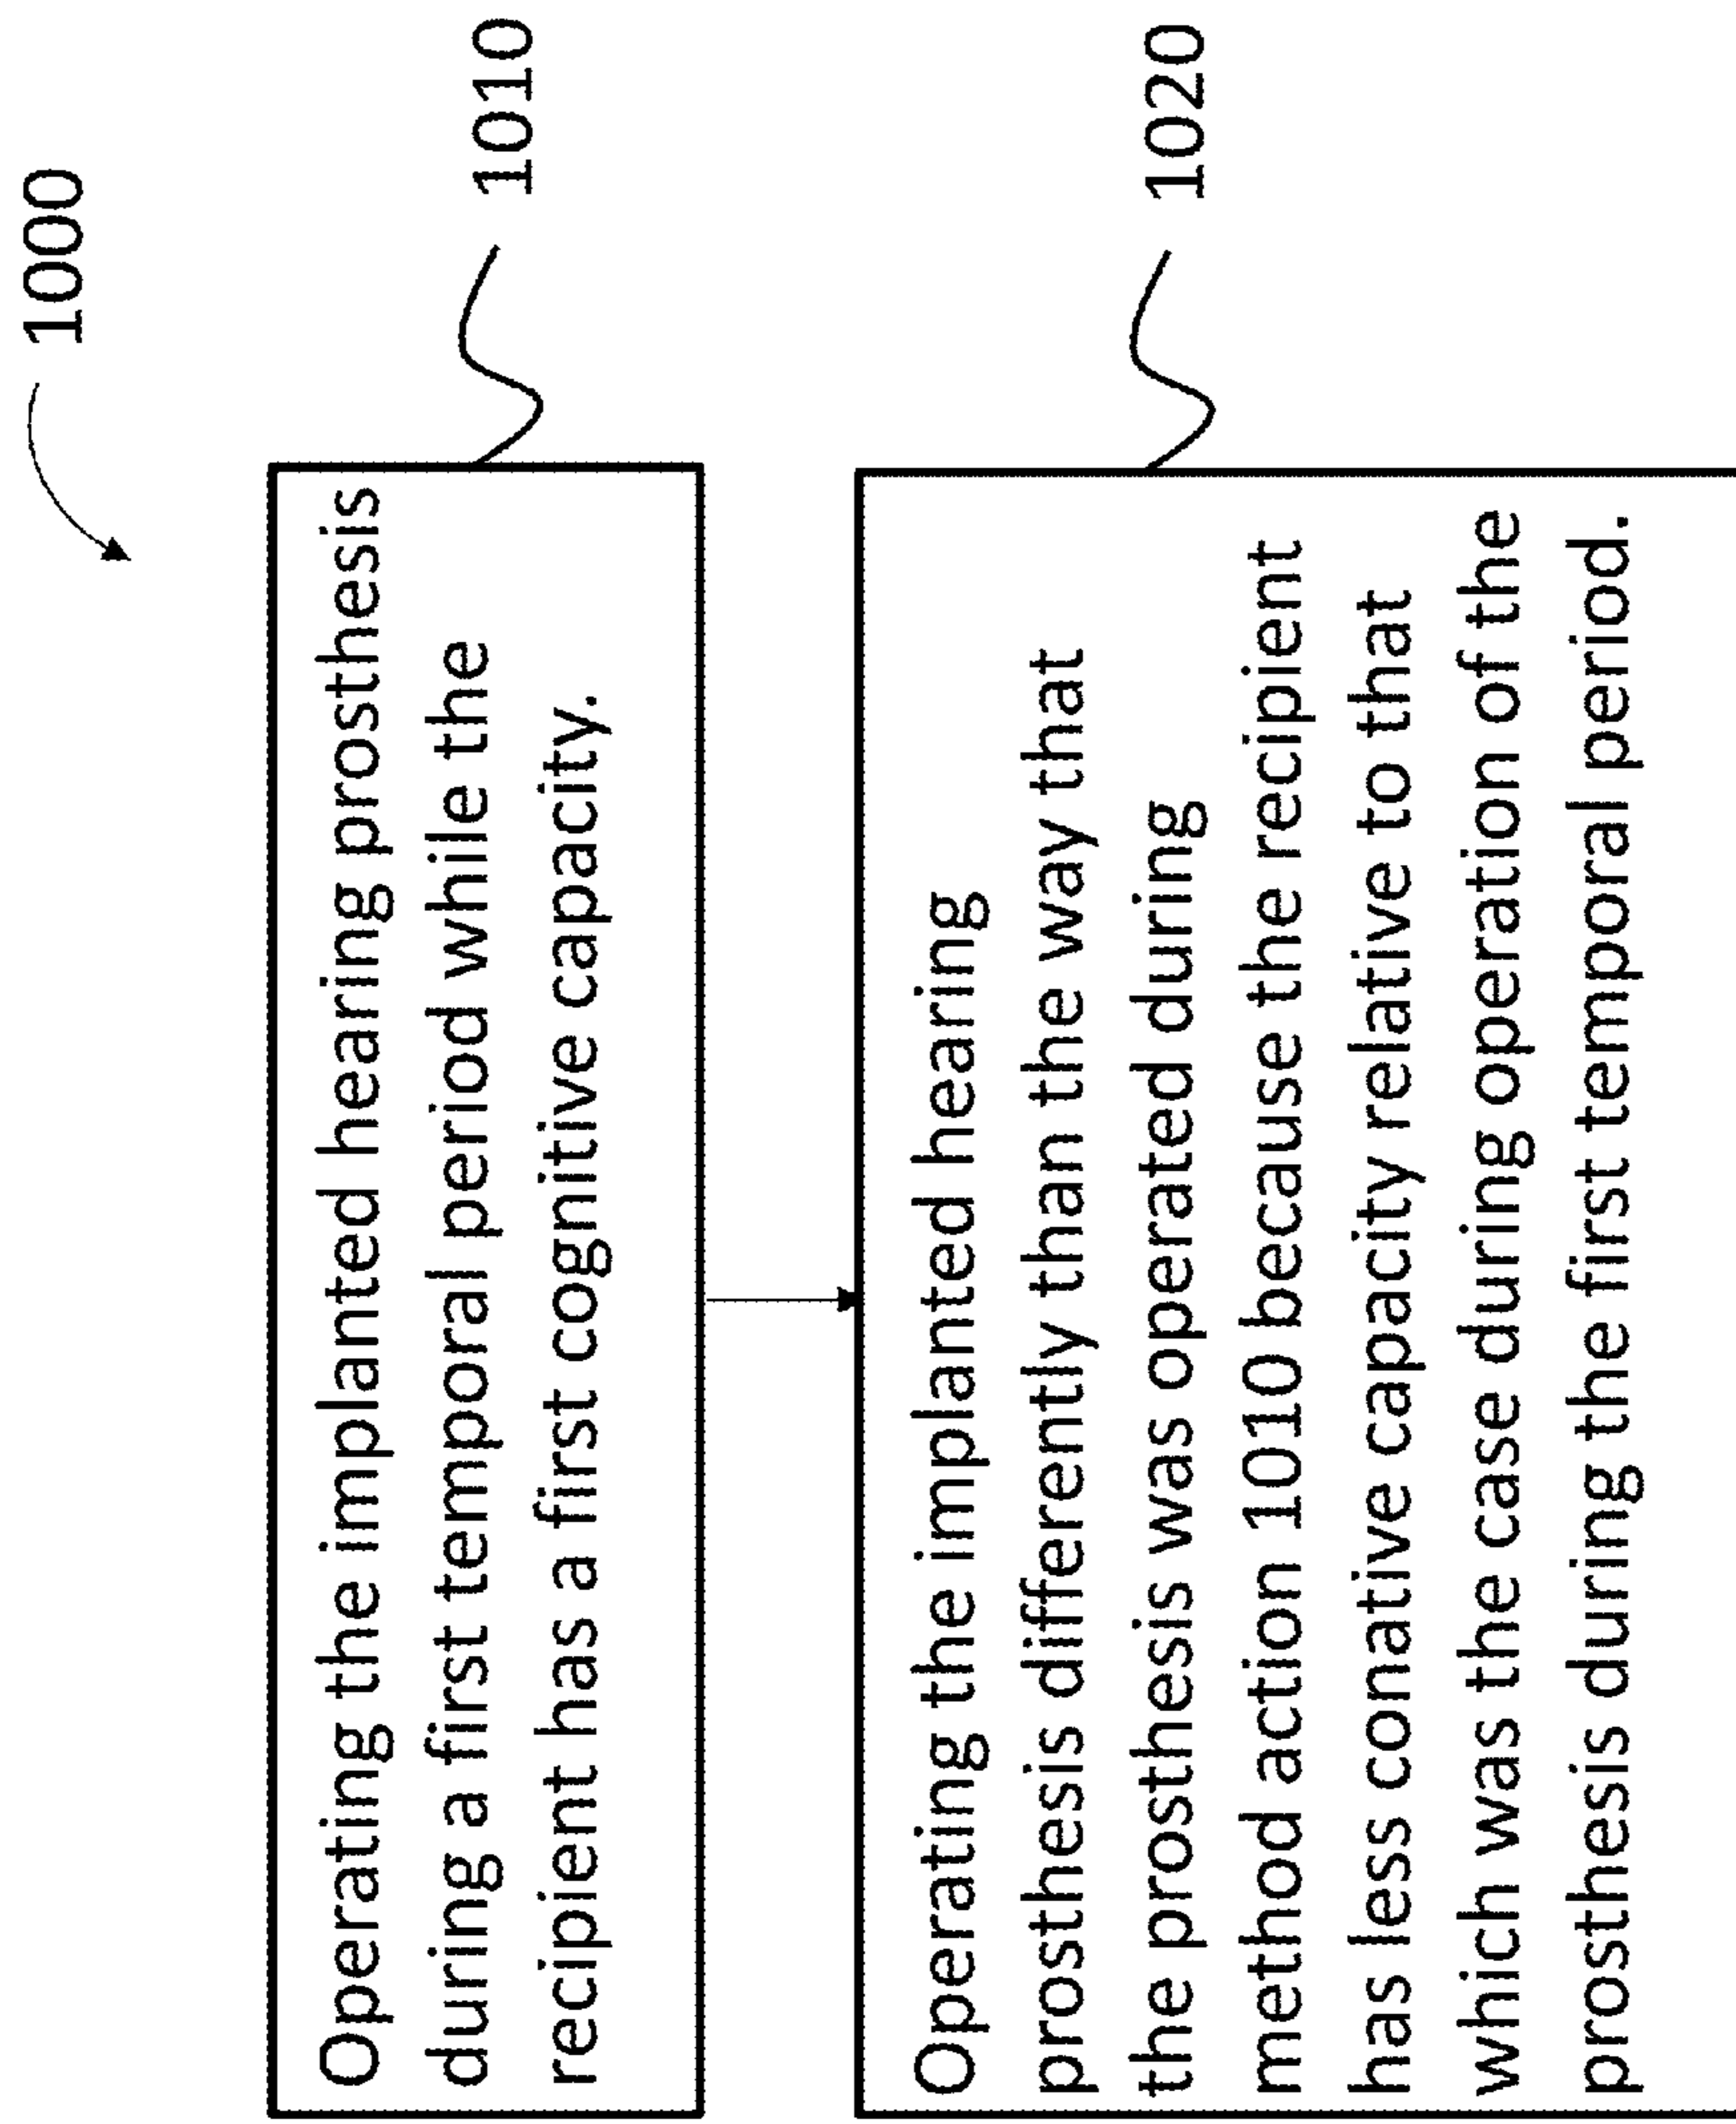 1000
Operating the implanted hearing prosthesis
during a first temporal period while the
recipient has a first cognitive capacity.
1010
Operating the implanted hearing
prosthesis differently than the way that
the prosthesis was operated during
method action 1010 because the recipient
has less conative capacity relative to that
which was the case during operation of the
prosthesis during the first temporal period.
1020